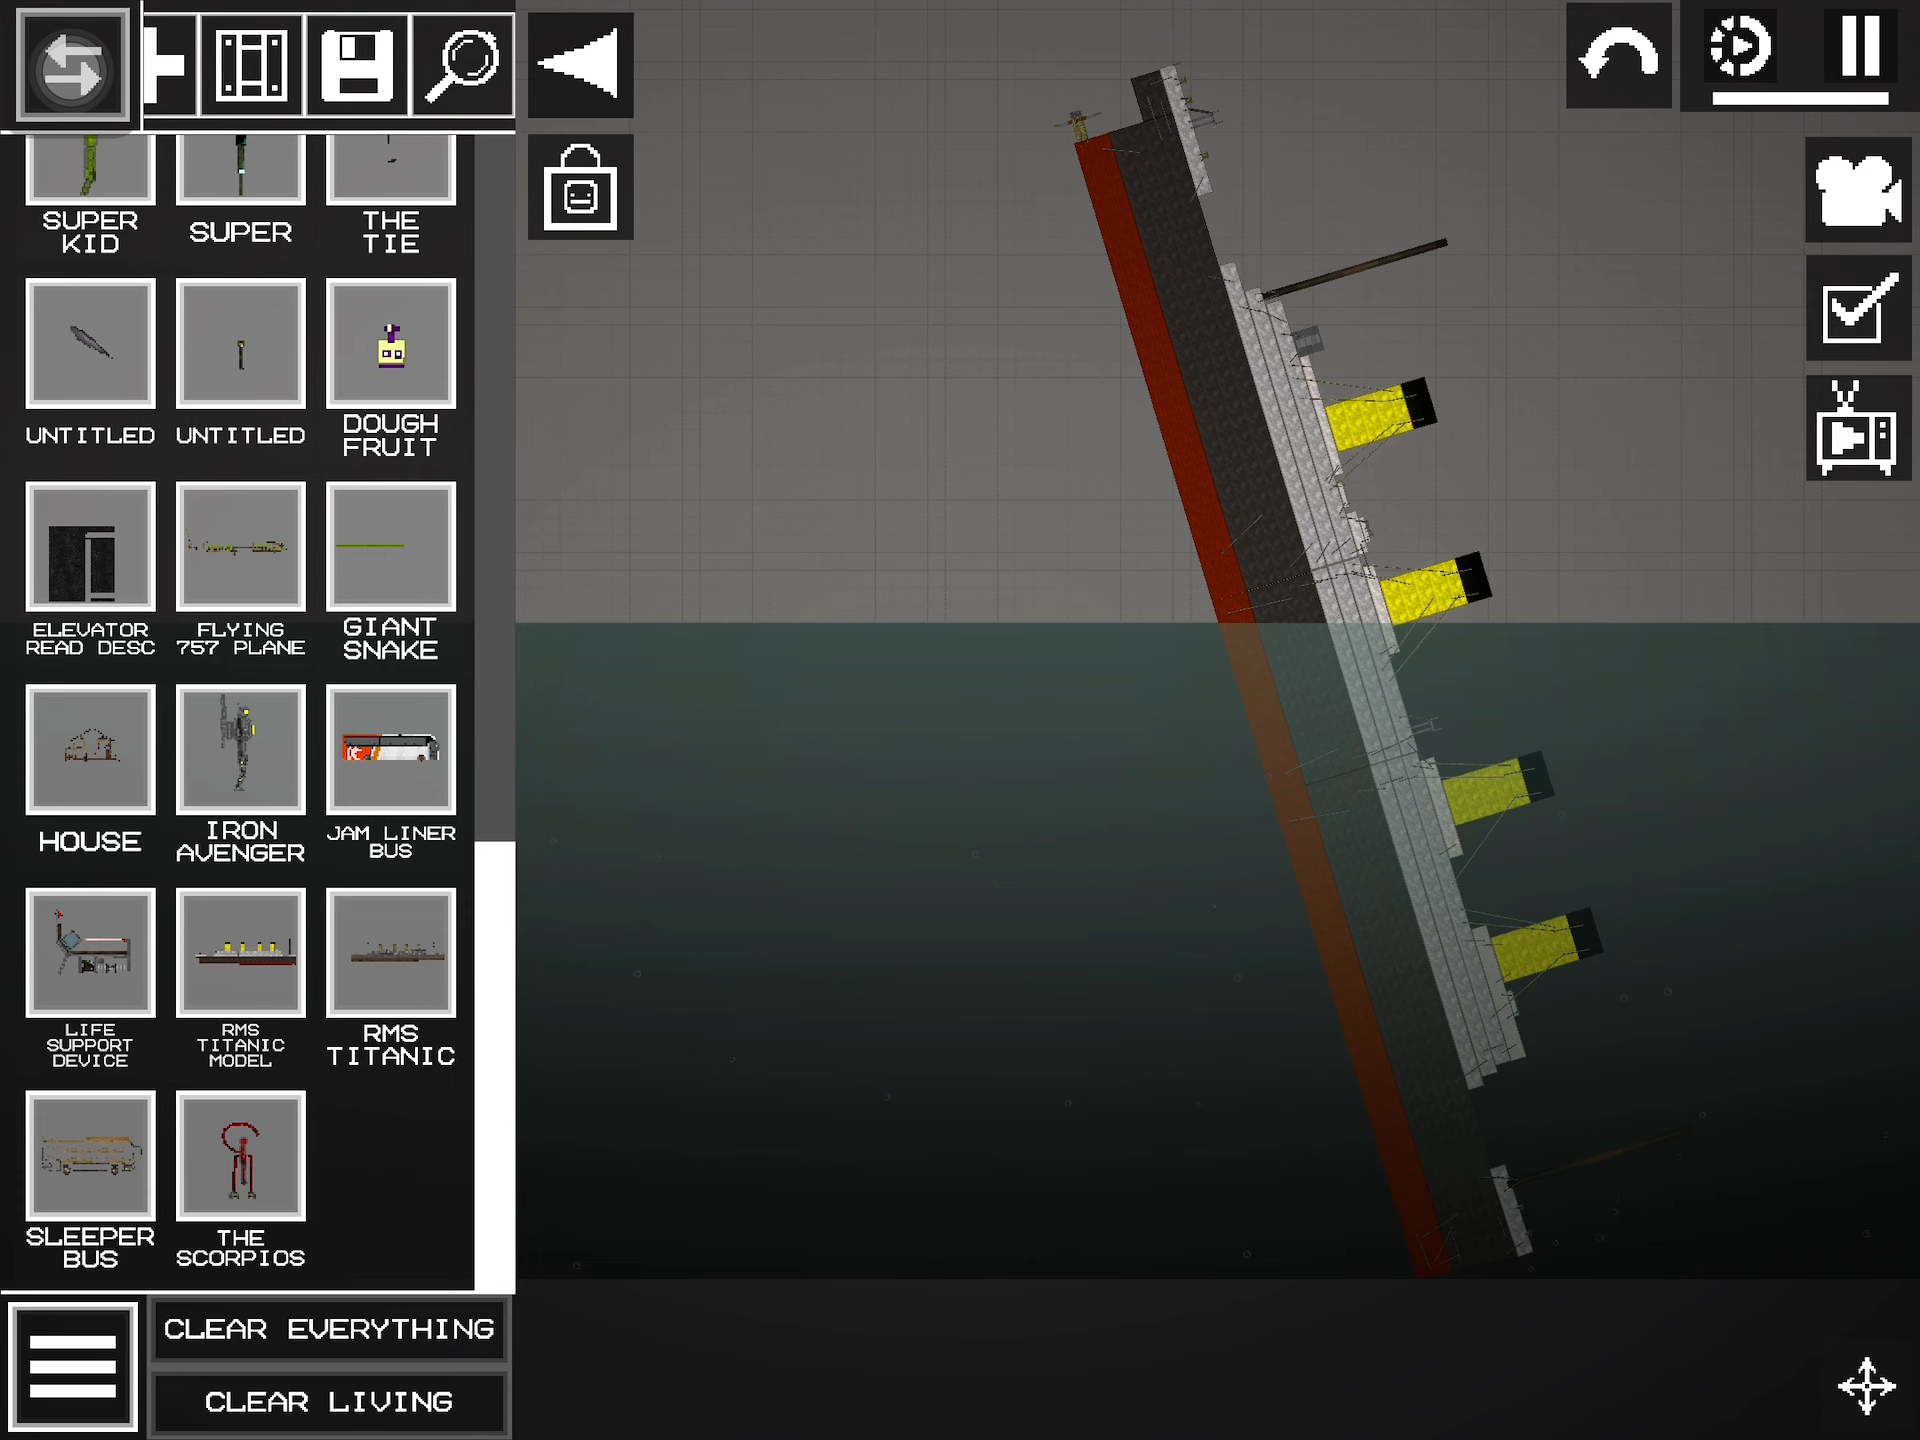 SUPER
KID
SUPER
THE
TIE
UNTITLED
UNTITLED
DOUGH
FRUIT
ELEVATOR
READ DESC
FLYING
757 PLANE
GIANT
SNAKE
HOUSE
IRON
AVENGER
JAM LINER
BUS
LIFE
SUPPORT
DEVICE
RMS
TITANIC
MODEL
RMS
TITANIC
SLEEPER
BUS
THE
SCORPIOS
CLEAR EVERYTHING
CLEAR LIVING